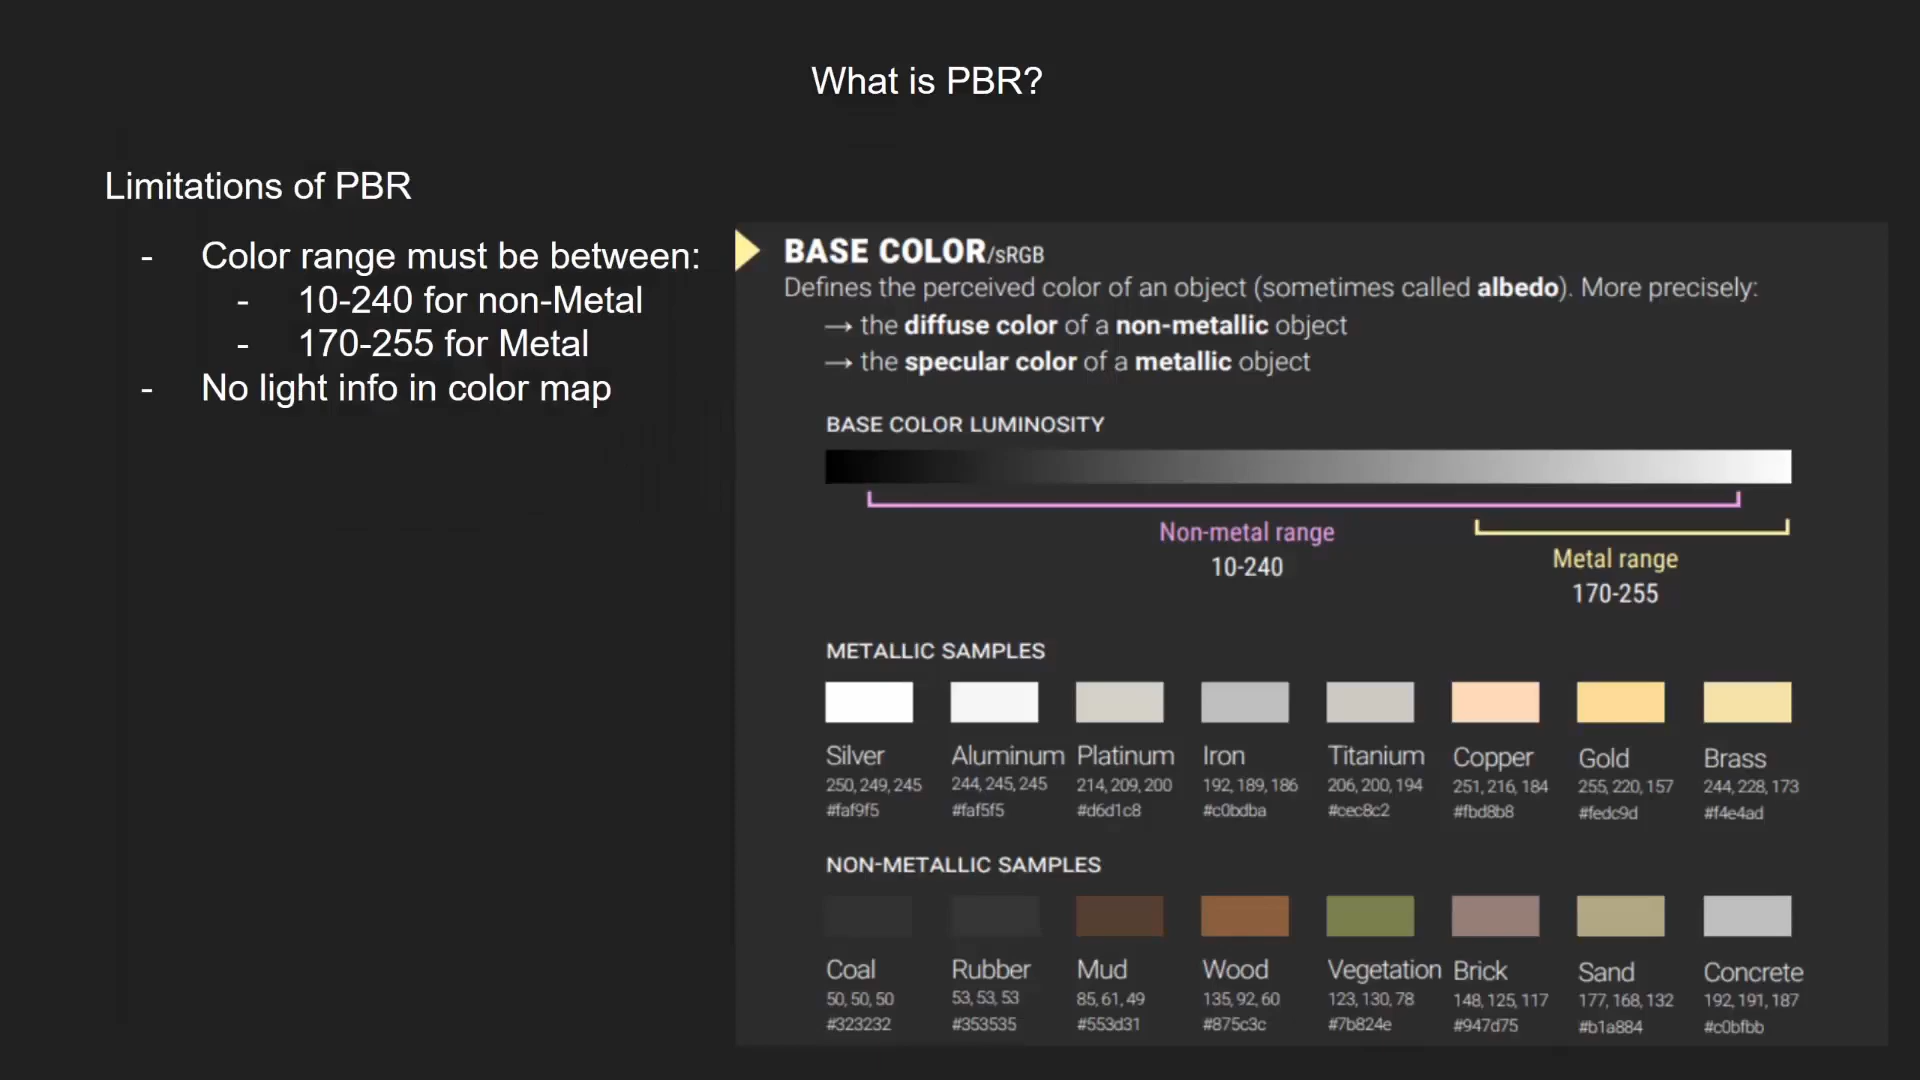 What is PBR?
Limitations of PBR
- Color range must be between:
- 10-240 for non-Metal
- 170-255 for Metal
- No light info in color map
BASE COLOR/sRGB
Defines the perceived color of an object (sometimes called albedo). More precisely:
→ the diffuse color of a non-metallic object
→ the specular color of a metallic object
BASE COLOR LUMINOSITY
Non-metal range
10-240
Metal range
170-255
METALLIC SAMPLES
Silver Aluminum Platinum Iron Titanium Copper Gold Brass
250, 249, 245 244, 245, 245 214, 209, 200 192, 189, 186 206, 200, 194 251, 216, 184 255, 220, 157 244, 228, 173
#faf9f5 #faf5f5 #d6d1c8 #c0bdba #cec8c2 #fbd8b8 #fedc9d #f4e4ad
NON-METALLIC SAMPLES
Coal Rubber Mud Wood Vegetation Brick Sand Concrete
50, 50, 50 53, 53, 53 85, 61, 49 135, 92, 60 123, 130, 78 148, 125, 117 177, 168, 132 192, 191, 187
#323232 #353535 #553d31 #875c3c #7b824e #947d75 #b1a884 #c0bfbb